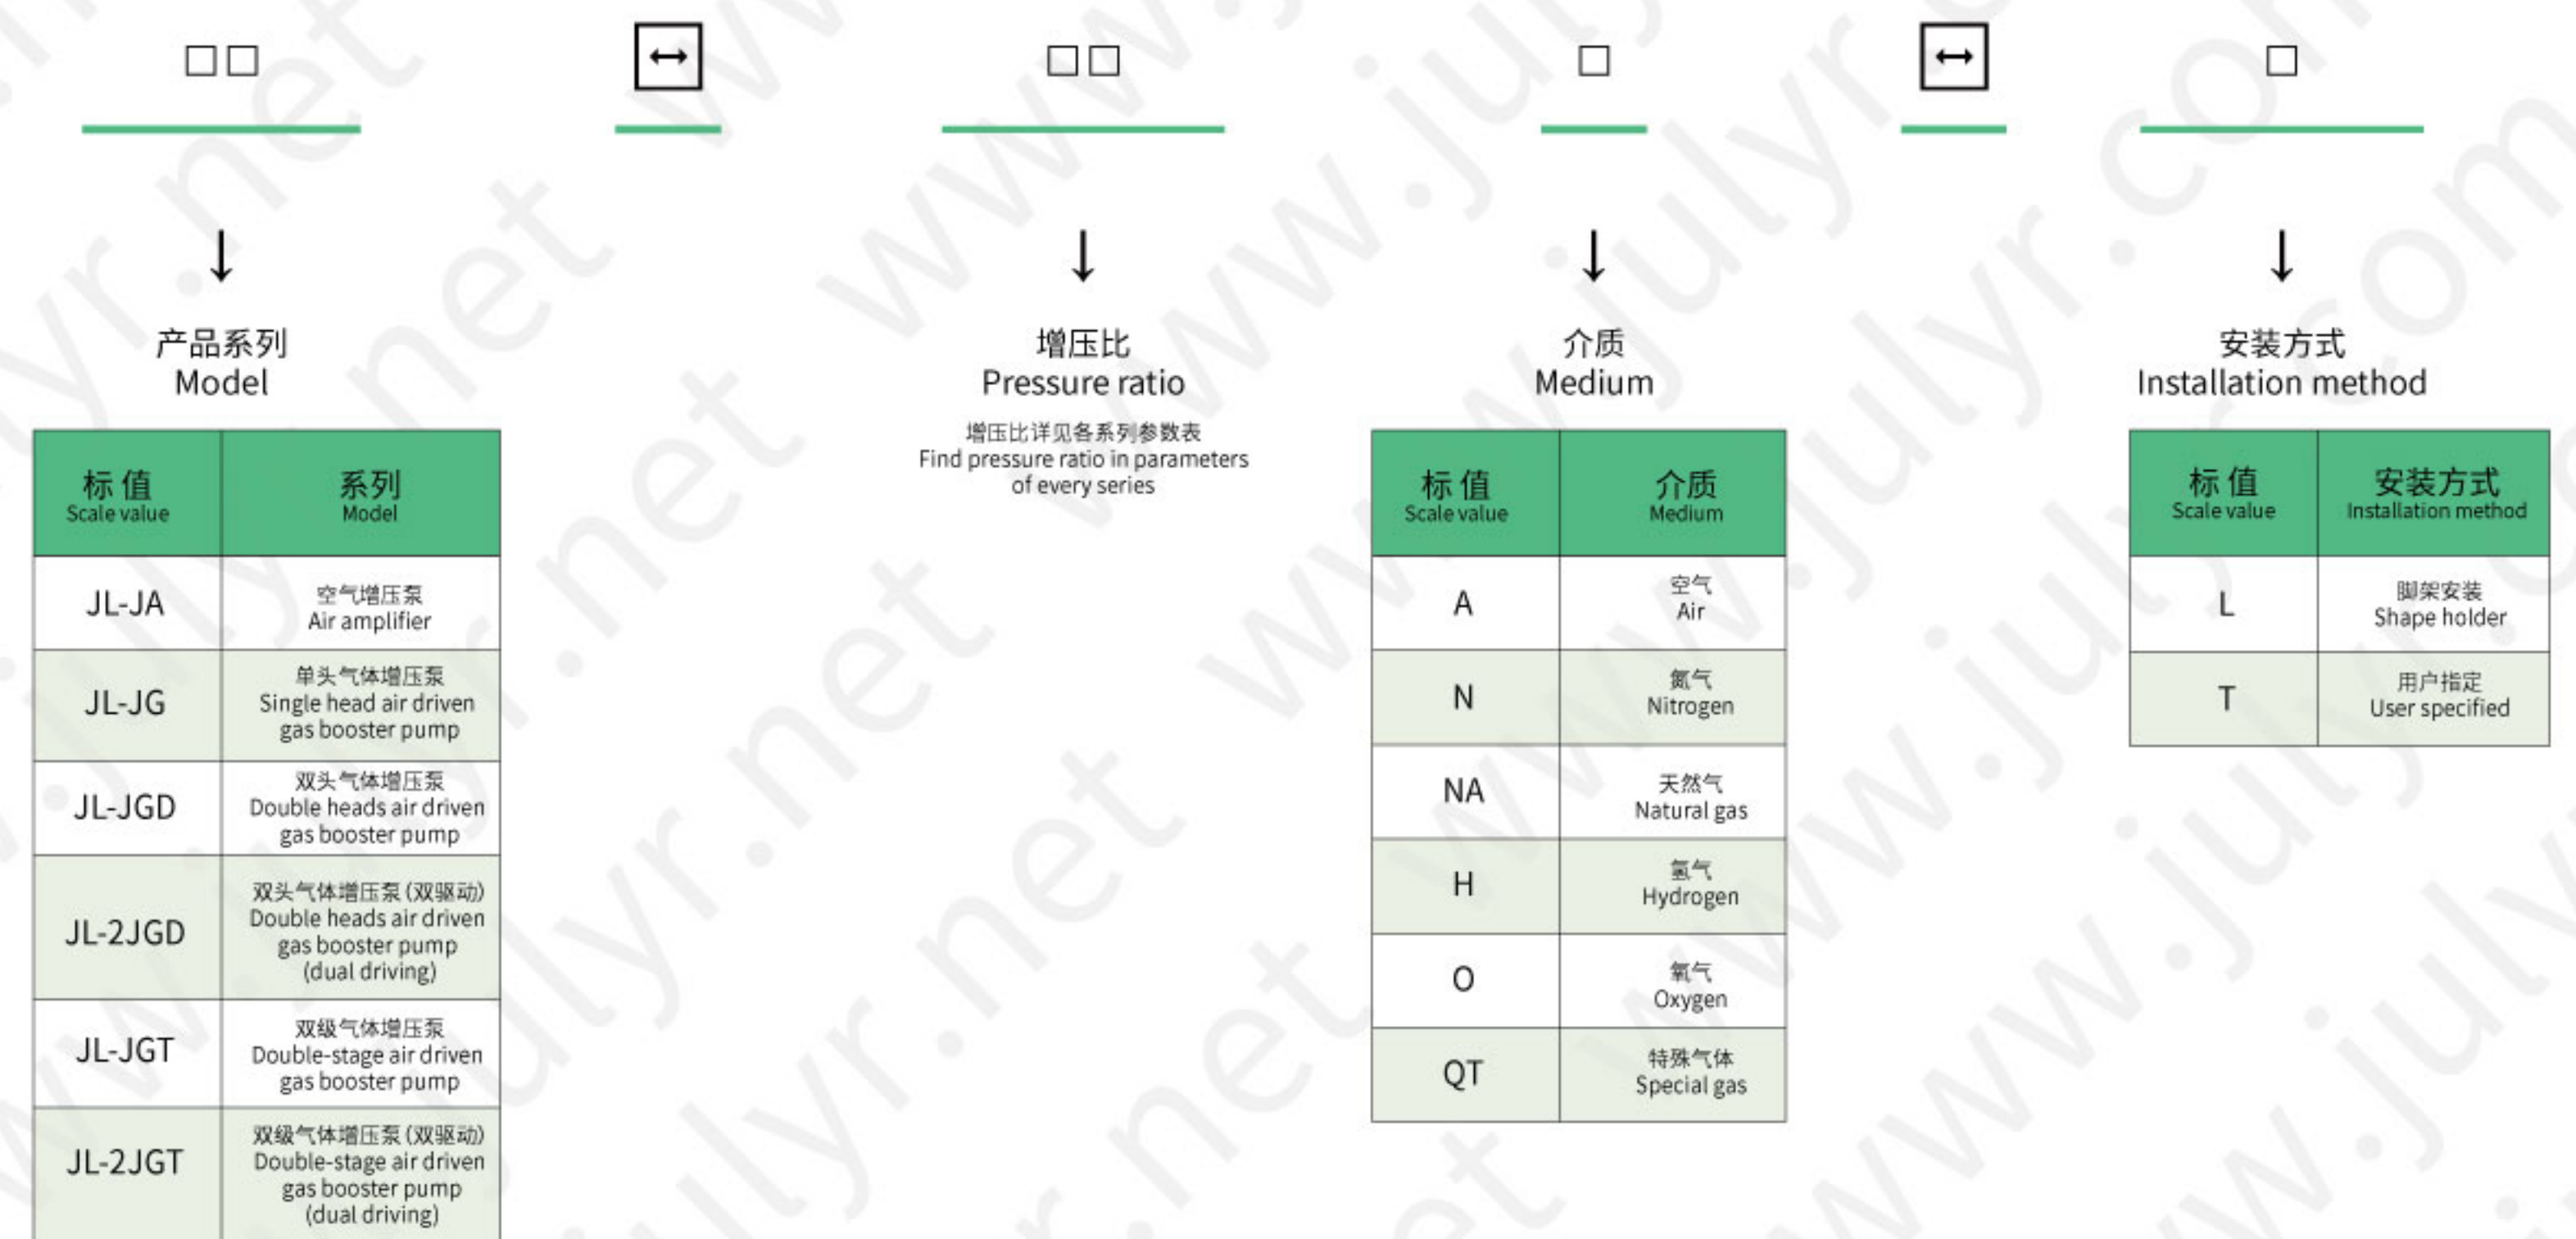 □□ ↔ □□ □ ↔ □
↓ ↓ ↓ ↓
产品系列
Model
标值
Scale value
系列
Model
JL-JA
空气增压泵
Air amplifier
JL-JG
单头气体增压泵
Single head air driven
gas booster pump
JL-JGD
双头气体增压泵
Double heads air driven
gas booster pump
JL-2JGD
双头气体增压泵(双驱动)
Double heads air driven
gas booster pump
(dual driving)
JL-JGT
双级气体增压泵
Double-stage air driven
gas booster pump
JL-2JGT
双级气体增压泵(双驱动)
Double-stage air driven
gas booster pump
(dual driving)
增压比
Pressure ratio
增压比详见各系列参数表
Find pressure ratio in parameters
of every series
介质
Medium
标值
Scale value
介质
Medium
A
空气
Air
N
氮气
Nitrogen
NA
天然气
Natural gas
H
氢气
Hydrogen
O
氧气
Oxygen
QT
特殊气体
Special gas
安装方式
Installation method
标值
Scale value
安装方式
Installation method
L
脚架安装
Shape holder
T
用户指定
User specified
www.julyr.net
www.julyr.com